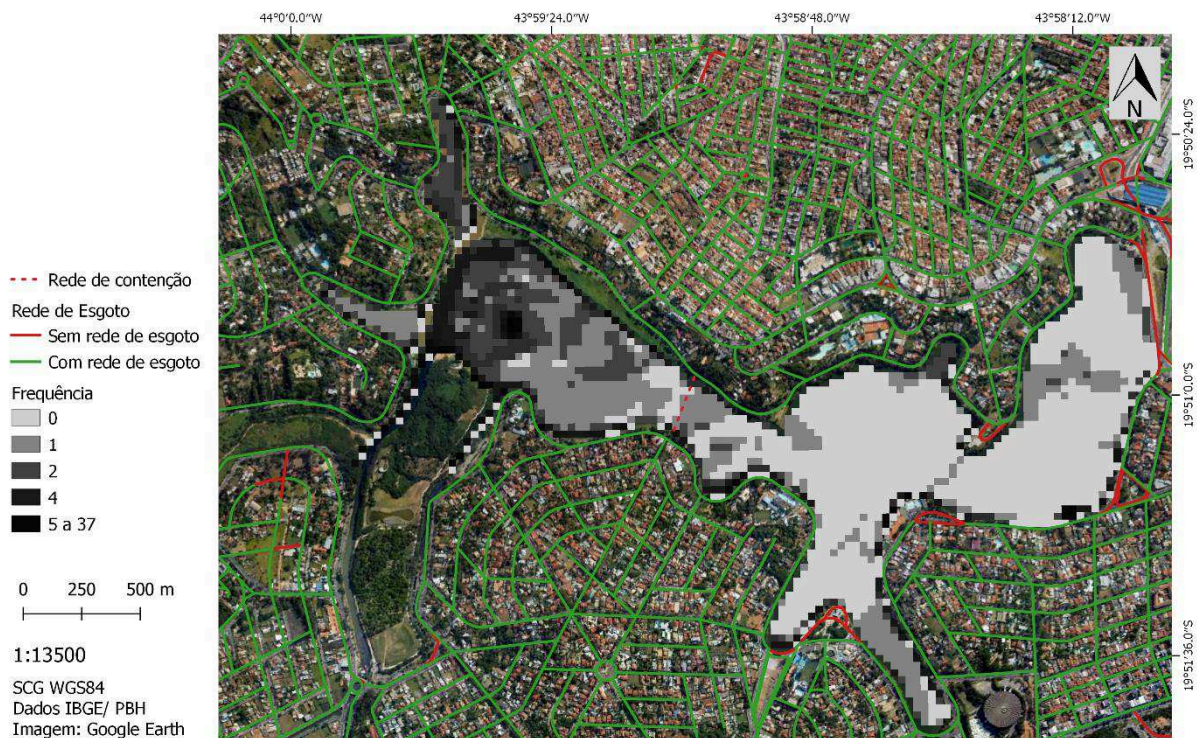 44°0'0.0"W
43°59'24.0"W
43°58'48.0"W
43°58'12.0"W
N
19°50'24.0"S
19°51'0.0"S
19°51'36.0"S
Rede de contenção
Rede de Esgoto
Sem rede de esgoto
Com rede de esgoto
Frequência
0
1
2
4
5 a 37
0 250 500 m
1:13500
SCG WGS84
Dados IBGE/ PBH
Imagem: Google Earth